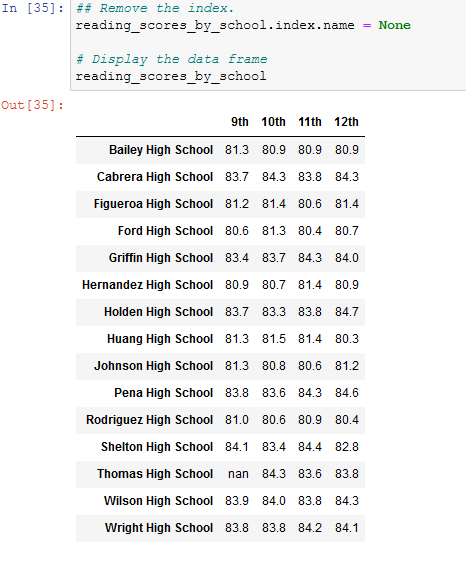 In [35]: ## Remove the index.
reading_scores_by_school.index.name = None
# Display the data frame
reading_scores_by_school
Out[35]:
9th 10th 11th 12th
Bailey High School 81.3 80.9 80.9 80.9
Cabrera High School 83.7 84.3 83.8 84.3
Figueroa High School 81.2 81.4 80.6 81.4
Ford High School 80.6 81.3 80.4 80.7
Griffin High School 83.4 83.7 84.3 84.0
Hernandez High School 80.9 80.7 81.4 80.9
Holden High School 83.7 83.3 83.8 84.7
Huang High School 81.3 81.5 81.4 80.3
Johnson High School 81.3 80.8 80.6 81.2
Pena High School 83.8 83.6 84.3 84.6
Rodriguez High School 81.0 80.6 80.9 80.4
Shelton High School 84.1 83.4 84.4 82.8
Thomas High School nan 84.3 83.6 83.8
Wilson High School 83.9 84.0 83.8 84.3
Wright High School 83.8 83.8 84.2 84.1